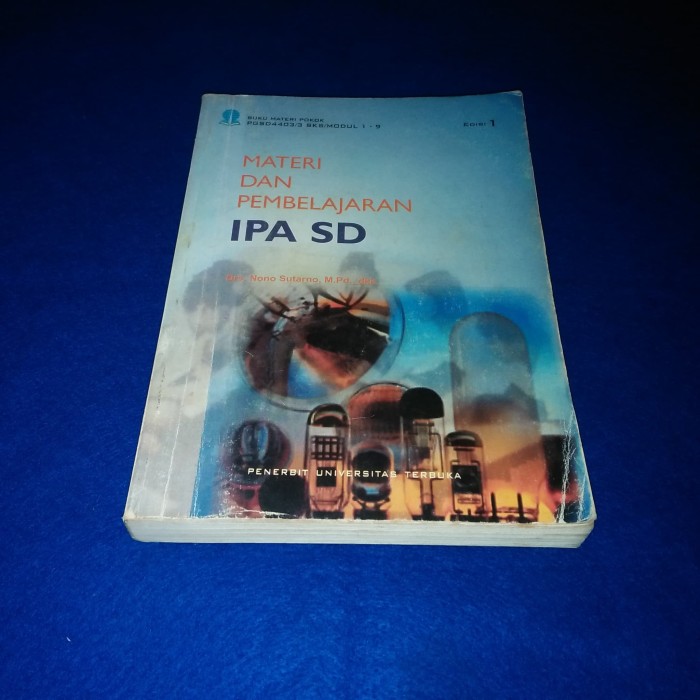 BUKU MATERI POKOK
PGSD4403/3 SKS/MODUL 1 - 9
EDISI 1
MATERI
DAN
PEMBELAJARAN
IPA SD
Drs. Nono Sutarno, M.Pd.,
PENERBIT UNIVERSITAS TERBUKA